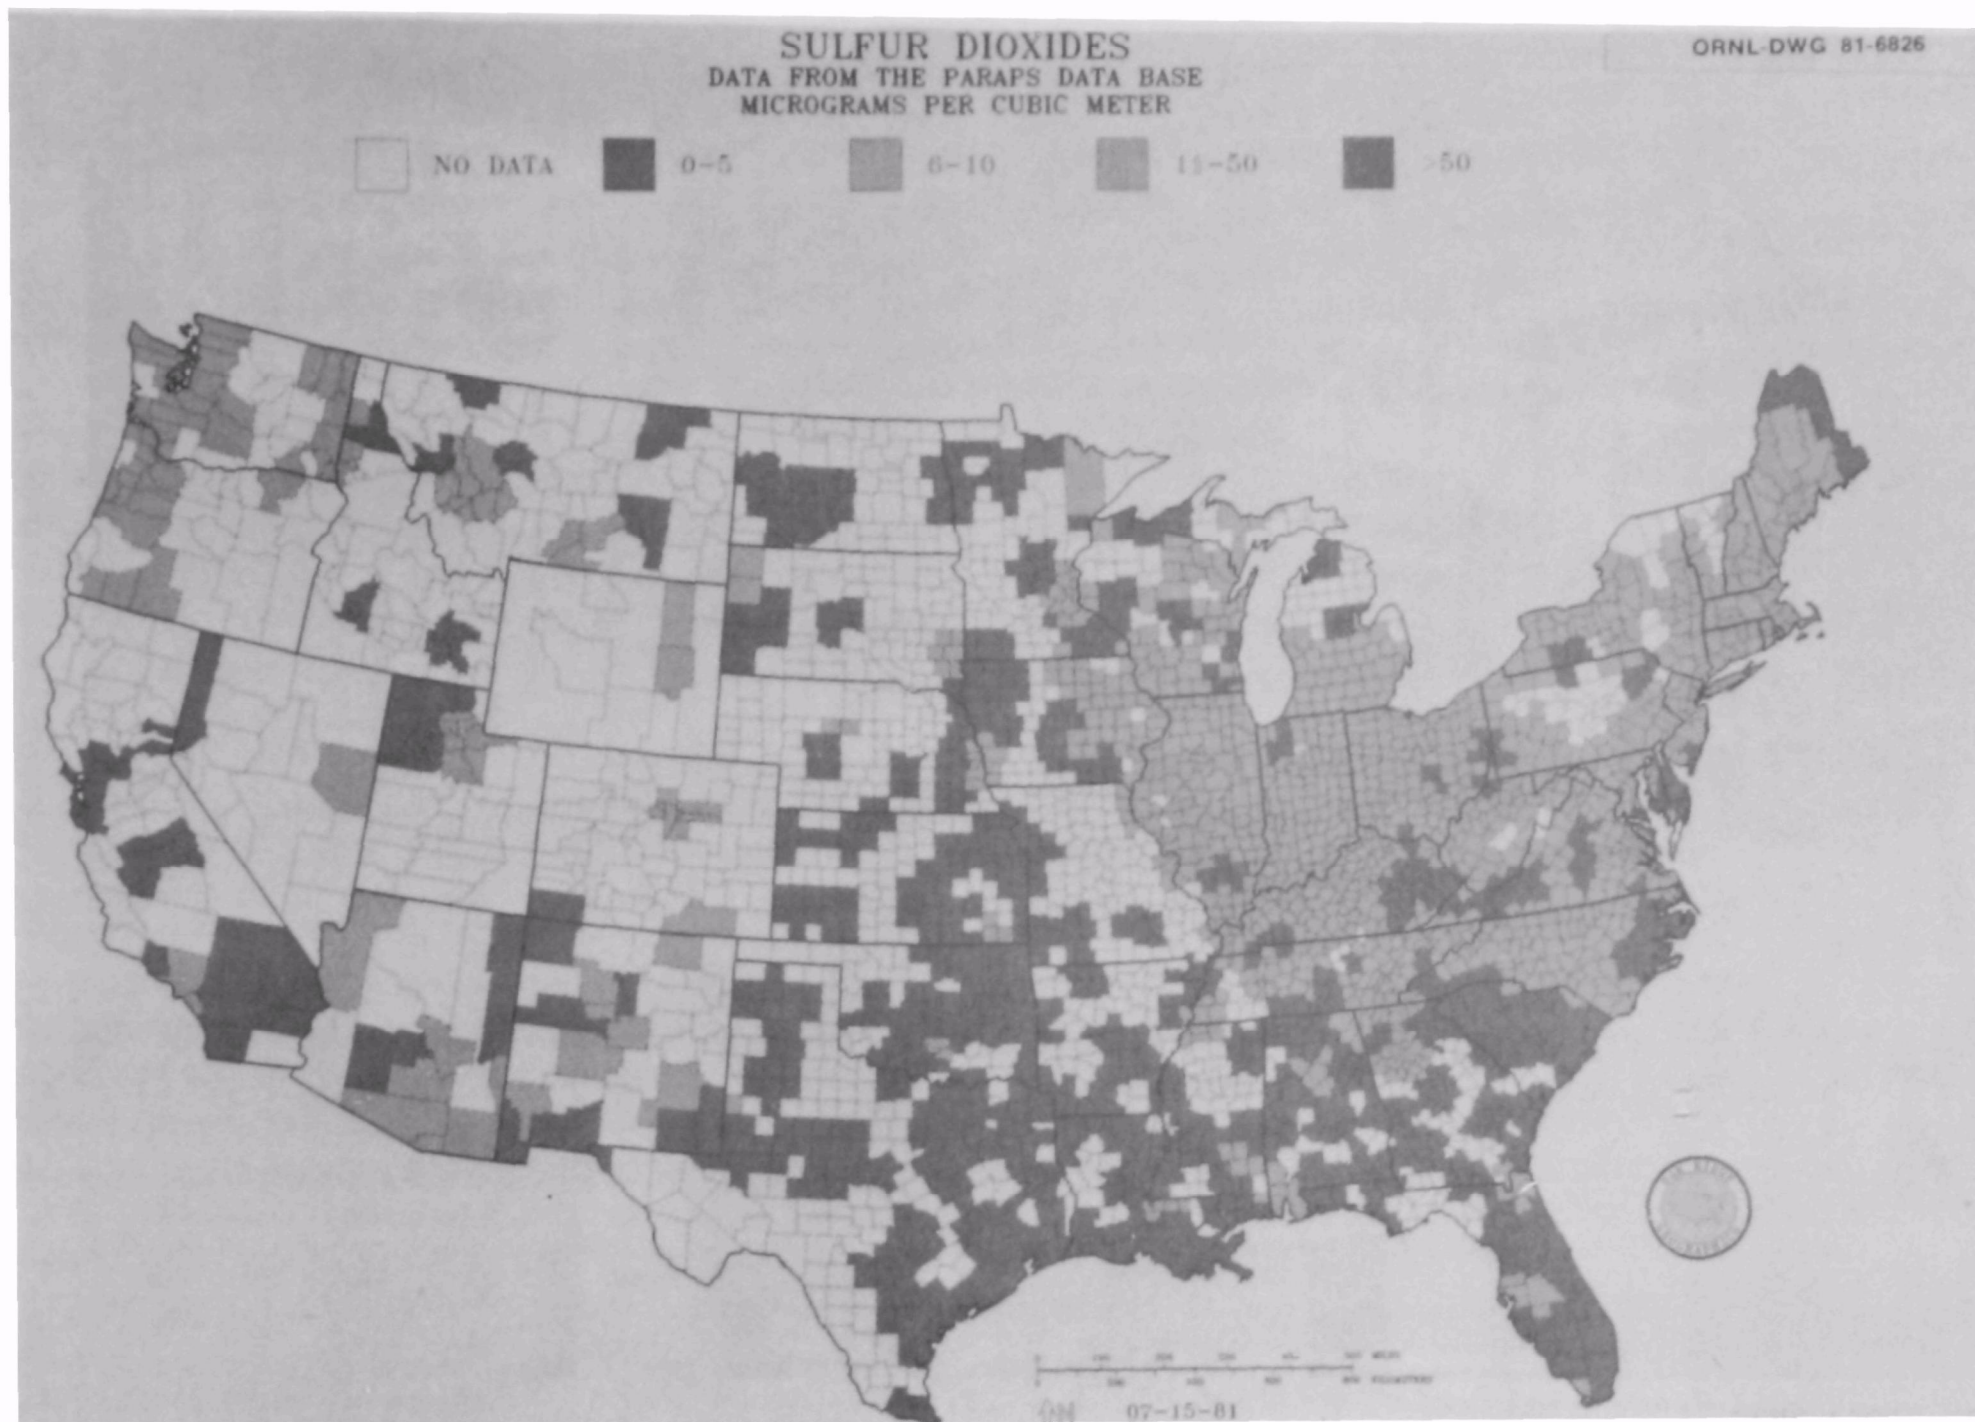 SULFUR DIOXIDES
ORNL-DWG 81-6826
DATA FROM THE PARAPS DATA BASE
MICROGRAMS PER CUBIC METER
NO DATA 0-5 6-10 11-50 >50
07-15-81